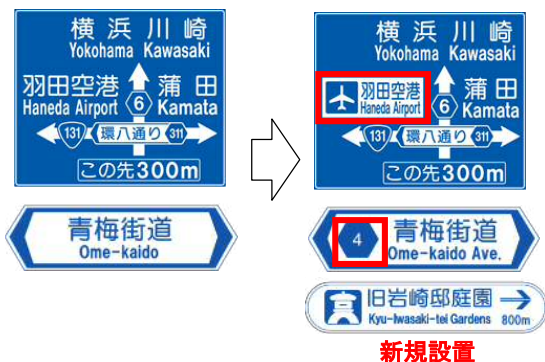 横浜 川崎
Yokohama Kawasaki
羽田空港 蒲田
Haneda Airport 6 Kamata
131 環八通り 311
この先300m
青梅街道
Ome-kaido
横浜 川崎
Yokohama Kawasaki
羽田空港 蒲田
Haneda Airport 6 Kamata
131 環八通り 311
この先300m
4 青梅街道
Ome-kaido Ave.
旧岩崎邸庭園
Kyu-Iwasaki-tei Gardens 800m
新規設置